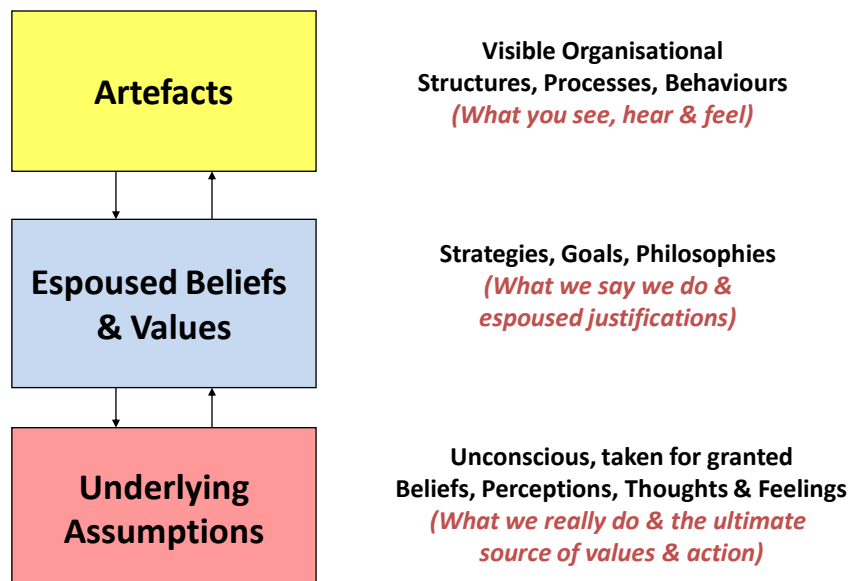 Artefacts
Visible Organisational
Structures, Processes, Behaviours
(What you see, hear & feel)
Espoused Beliefs
& Values
Strategies, Goals, Philosophies
(What we say we do &
espoused justifications)
Underlying
Assumptions
Unconscious, taken for granted
Beliefs, Perceptions, Thoughts & Feelings
(What we really do & the ultimate
source of values & action)